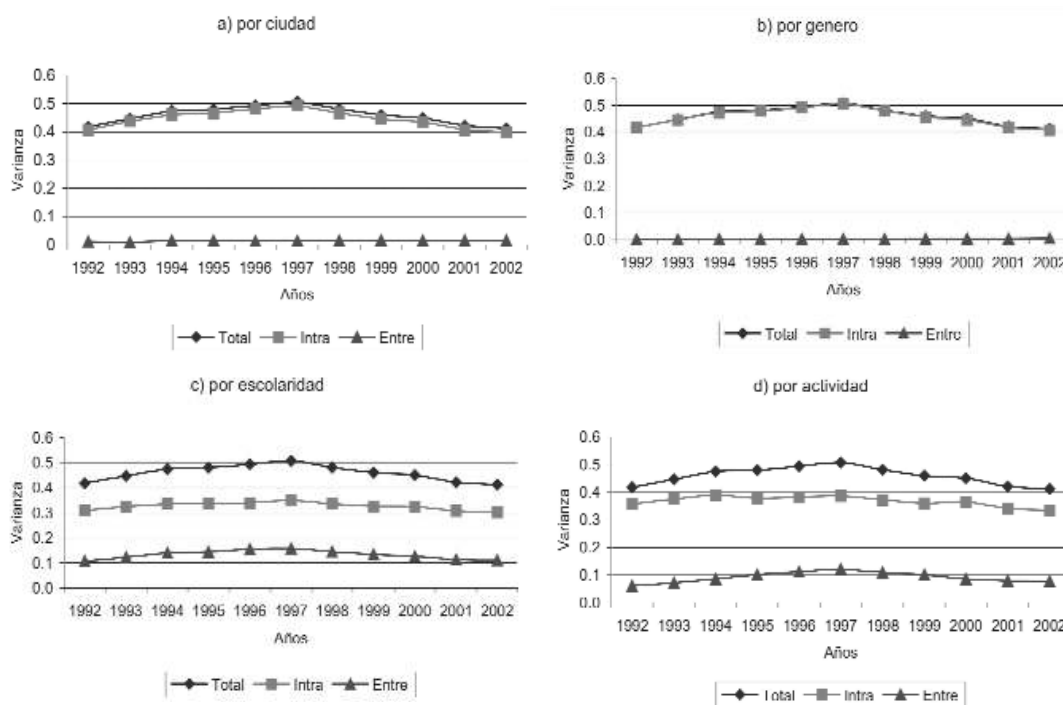 a) por ciudad
0.6
0.5
0.4
0.3
0.2
0.1
0
Varianza
1992 1993 1994 1995 1996 1997 1998 1999 2000 2001 2002
Años
Total Intra Entre
b) por genero
0.6
0.5
0.4
0.3
0.2
0.1
0.0
Varianza
1992 1993 1994 1995 1996 1997 1998 1999 2000 2001 2002
Años
Total Intra Entre
c) por escolaridad
0.6
0.5
0.4
0.3
0.2
0.1
0.0
Varianza
1992 1993 1994 1995 1996 1997 1998 1999 2000 2001 2002
Años
Total Intra Entre
d) por actividad
0.6
0.5
0.4
0.3
0.2
0.1
0.0
Varianza
1992 1993 1994 1995 1996 1997 1998 1999 2000 2001 2002
Años
Total Intra Entre